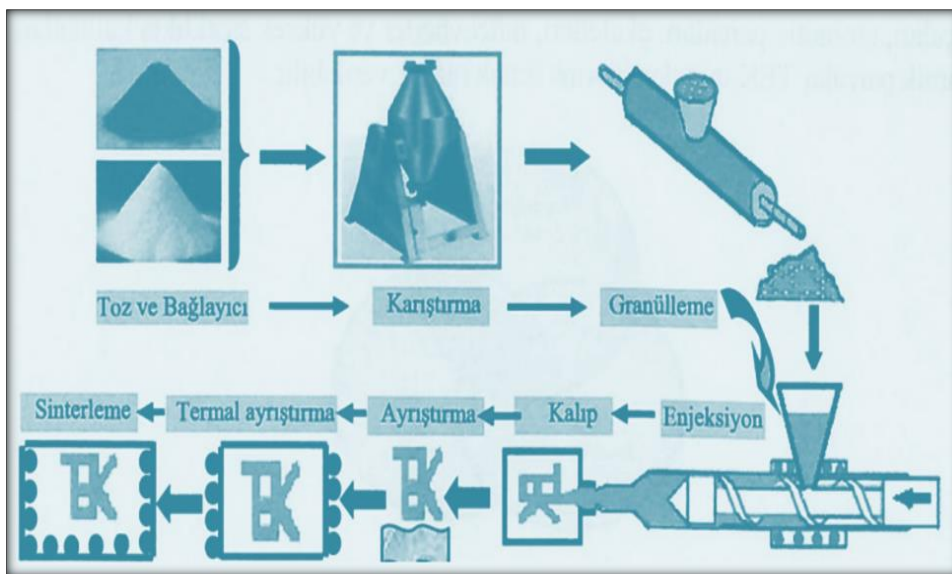 Toz ve Bağlayıcı
Karıştırma
Granülleme
Sinterleme
Termal ayrıştırma
Ayrıştırma
Kalıp
Enjeksiyon